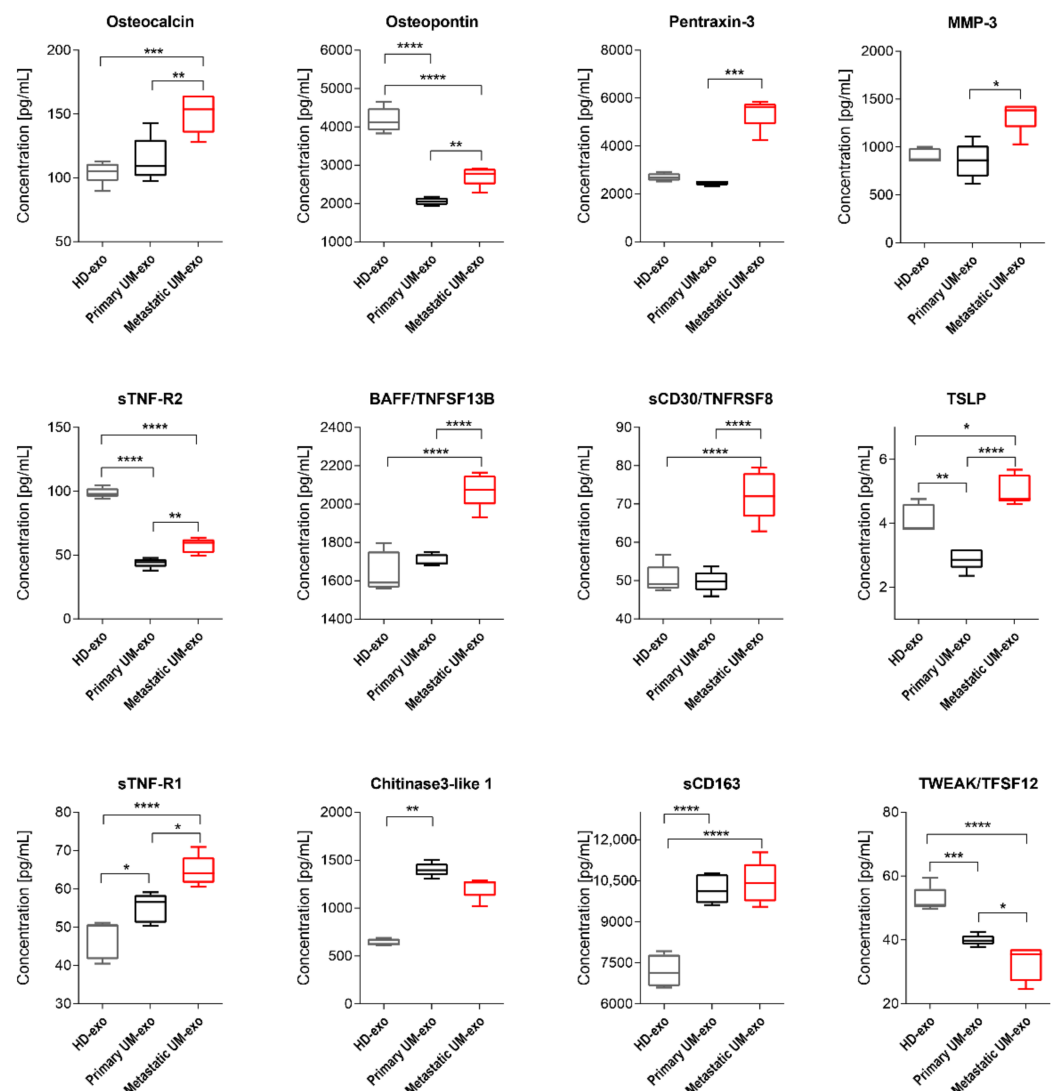 Osteocalcin
Concentration [pg/mL]
200
150
100
50
***
**
HD-exo
Primary UM-exo
Metastatic UM-exo
Osteopontin
Concentration [pg/mL]
6000
5000
4000
3000
2000
1000
****
****
**
HD-exo
Primary UM-exo
Metastatic UM-exo
Pentraxin-3
Concentration [pg/mL]
8000
6000
4000
2000
0
***
HD-exo
Primary UM-exo
Metastatic UM-exo
MMP-3
Concentration [pg/mL]
2000
1500
1000
500
0
*
HD-exo
Primary UM-exo
Metastatic UM-exo
sTNF-R2
Concentration [pg/mL]
150
100
50
0
****
****
**
HD-exo
Primary UM-exo
Metastatic UM-exo
BAFF/TNFSF13B
Concentration [pg/mL]
2400
2200
2000
1800
1600
1400
****
****
HD-exo
Primary UM-exo
Metastatic UM-exo
sCD30/TNFRSF8
Concentration [pg/mL]
90
80
70
60
50
40
****
****
HD-exo
Primary UM-exo
Metastatic UM-exo
TSLP
Concentration [pg/mL]
6
4
2
*
**
****
HD-exo
Primary UM-exo
Metastatic UM-exo
sTNF-R1
Concentration [pg/mL]
80
70
60
50
40
30
****
*
*
HD-exo
Primary UM-exo
Metastatic UM-exo
Chitinase3-like 1
Concentration [pg/mL]
2000
1500
1000
500
0
**
HD-exo
Primary UM-exo
Metastatic UM-exo
sCD163
Concentration [pg/mL]
12,000
10,500
9000
7500
6000
****
****
HD-exo
Primary UM-exo
Metastatic UM-exo
TWEAK/TFSF12
Concentration [pg/mL]
80
60
40
20
****
***
*
HD-exo
Primary UM-exo
Metastatic UM-exo